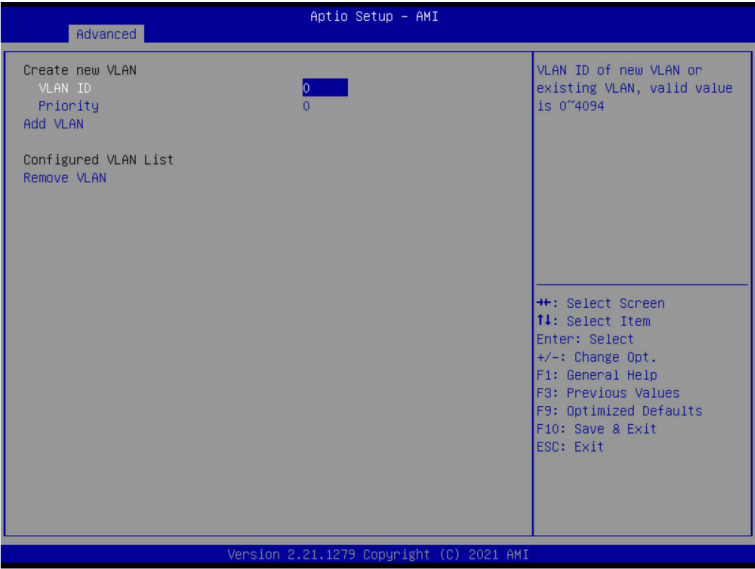 Aptio Setup – AMI
Advanced
Create new VLAN
VLAN ID 0
Priority 0
Add VLAN
Configured VLAN List
Remove VLAN
VLAN ID of new VLAN or
existing VLAN, valid value
is 0~4094
→←: Select Screen
↑↓: Select Item
Enter: Select
+/-: Change Opt.
F1: General Help
F3: Previous Values
F9: Optimized Defaults
F10: Save & Exit
ESC: Exit
Version 2.21.1279 Copyright (C) 2021 AMI